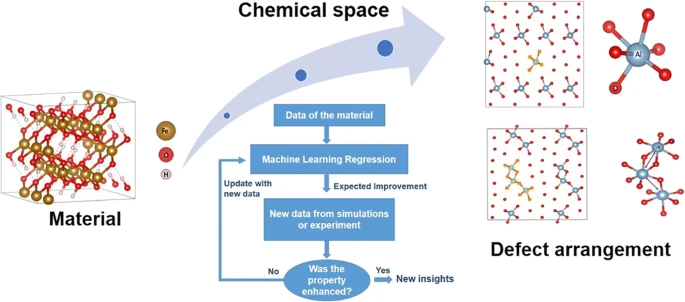 Chemical space
Fe
O
H
Material
Data of the material
Machine Learning Regression
Update with
new data
Expected Improvement
New data from simulations
or experiment
No
Was the
property
enhanced?
Yes
New insights
Al
Defect arrangement